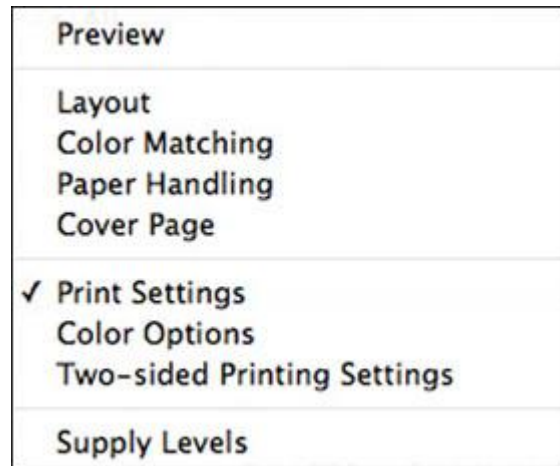 Preview
Layout
Color Matching
Paper Handling
Cover Page
✓ Print Settings
Color Options
Two-sided Printing Settings
Supply Levels